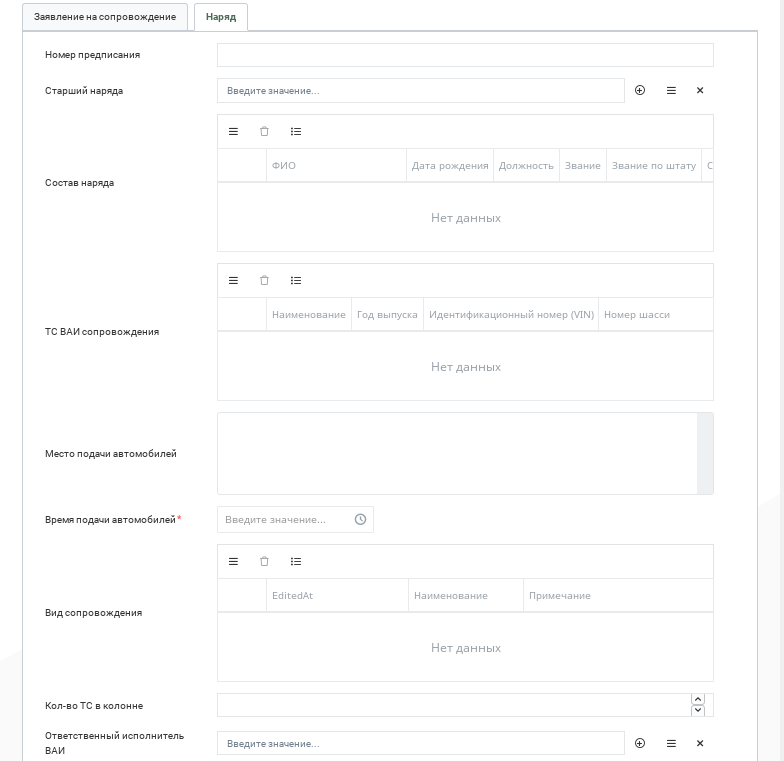 Заявление на сопровождение
Наряд
Номер предписания
Старший наряда
Введите значение...
ФИО
Дата рождения
Должность
Звание
Звание по штату
С
Состав наряда
Нет данных
Наименование
Год выпуска
Идентификационный номер (VIN)
Номер шасси
ТС ВАИ сопровождения
Нет данных
Место подачи автомобилей
Время подачи автомобилей*
Введите значение...
EditedAt
Наименование
Примечание
Вид сопровождения
Нет данных
Кол-во ТС в колонне
Ответственный исполнитель
ВАИ
Введите значение...